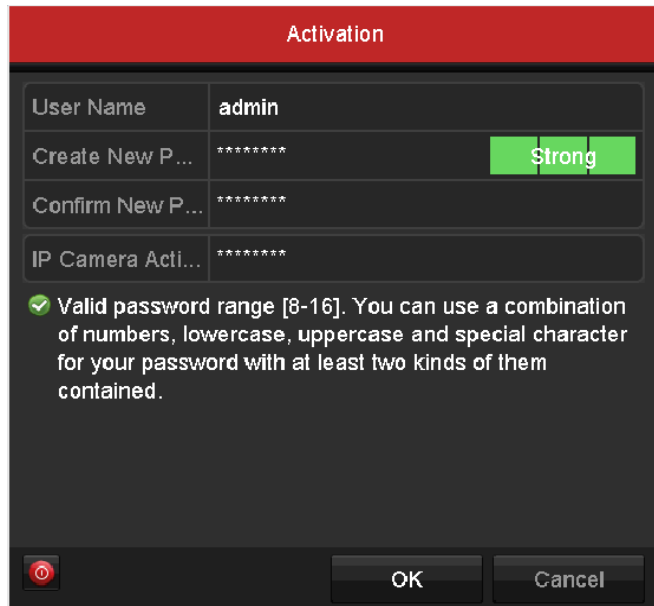 Activation
User Name admin
Create New P... ******** Strong
Confirm New P... ********
IP Camera Acti... ********
Valid password range [8-16]. You can use a combination
of numbers, lowercase, uppercase and special character
for your password with at least two kinds of them
contained.
OK Cancel